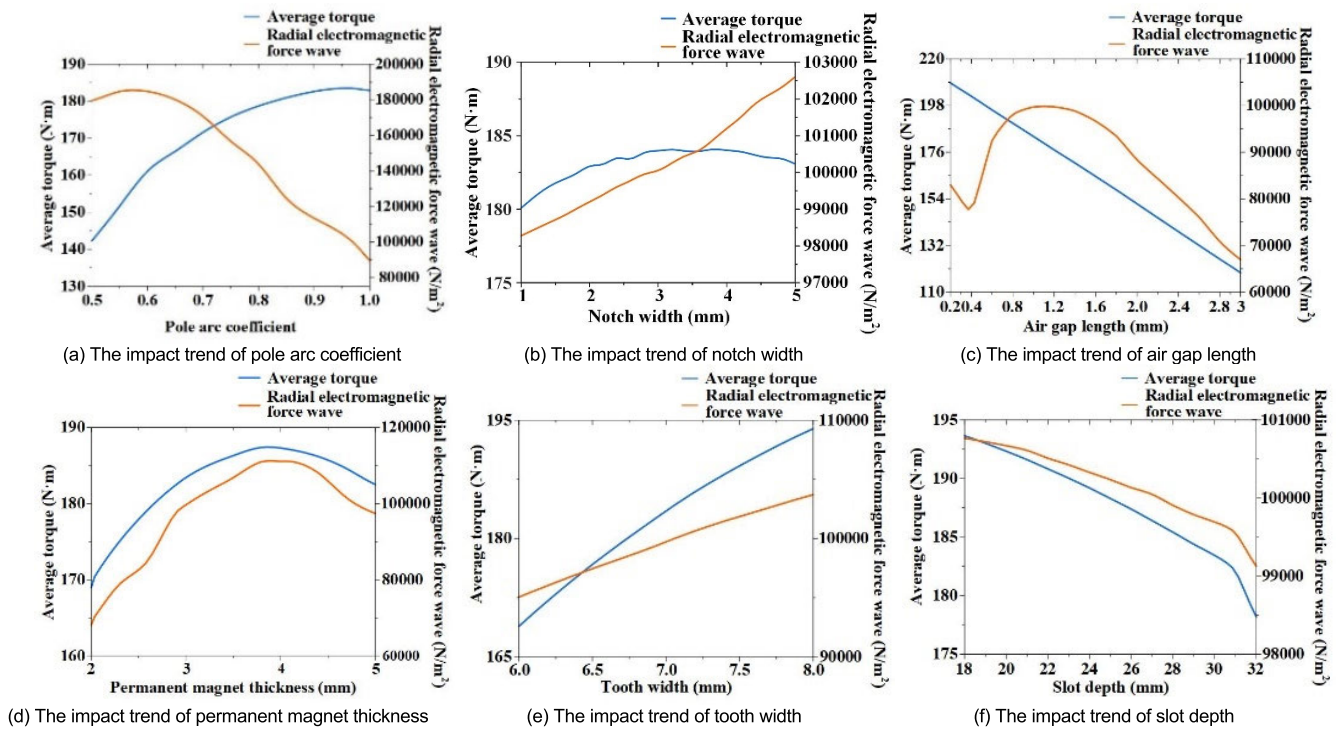 Average torque
Radial electromagnetic
force wave
190
180
170
160
150
140
130
Average torque (N·m)
200000
180000
160000
140000
120000
100000
80000
Radial electromagnetic force wave (N/m²)
0.5 0.6 0.7 0.8 0.9 1.0
Pole arc coefficient
(a) The impact trend of pole arc coefficient
Average torque
Radial electromagnetic
force wave
190
185
180
175
Average torque (N·m)
103000
102000
101000
100000
99000
98000
97000
Radial electromagnetic force wave (N/m²)
1 2 3 4 5
Notch width (mm)
(b) The impact trend of notch width
Average torque
Radial electromagnetic
force wave
220
198
176
154
132
110
Average torbue (N·m)
110000
100000
90000
80000
70000
60000
Radial electromagnetic force wave (N/m²)
0.20.4 0.8 1.2 1.6 2.0 2.4 2.8 3
Air gap length (mm)
(c) The impact trend of air gap length
Average torque
Radial electromagnetic
force wave
190
180
170
160
Average torque (N·m)
120000
100000
80000
60000
Radial electromagnetic force wave (N/m²)
2 3 4 5
Permanent magnet thickness (mm)
(d) The impact trend of permanent magnet thickness
Average torque
Radial electromagnetic
force wave
195
180
165
Average torque (N·m)
110000
100000
90000
Radial electromagnetic force wave (N/m²)
6.0 6.5 7.0 7.5 8.0
Tooth width (mm)
(e) The impact trend of tooth width
Average torque
Radial electromagnetic
force wave
195
193
190
188
185
183
180
178
175
Average torque (N·m)
101000
100000
99000
98000
Radial electromagnetic force wave (N/m²)
18 20 22 24 26 28 30 32
Slot depth (mm)
(f) The impact trend of slot depth